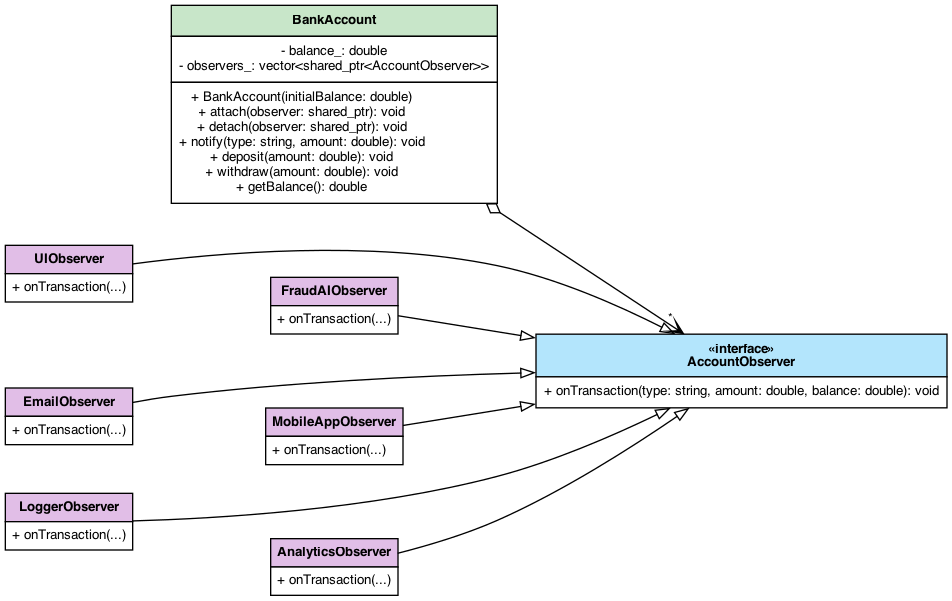 BankAccount
- balance_: double
- observers_: vector<shared_ptr<AccountObserver>>
+ BankAccount(initialBalance: double)
+ attach(observer: shared_ptr): void
+ detach(observer: shared_ptr): void
+ notify(type: string, amount: double): void
+ deposit(amount: double): void
+ withdraw(amount: double): void
+ getBalance(): double
UIObserver
+ onTransaction(...)
FraudAIObserver
+ onTransaction(...)
*
«interface»
AccountObserver
+ onTransaction(type: string, amount: double, balance: double): void
EmailObserver
+ onTransaction(...)
MobileAppObserver
+ onTransaction(...)
LoggerObserver
+ onTransaction(...)
AnalyticsObserver
+ onTransaction(...)